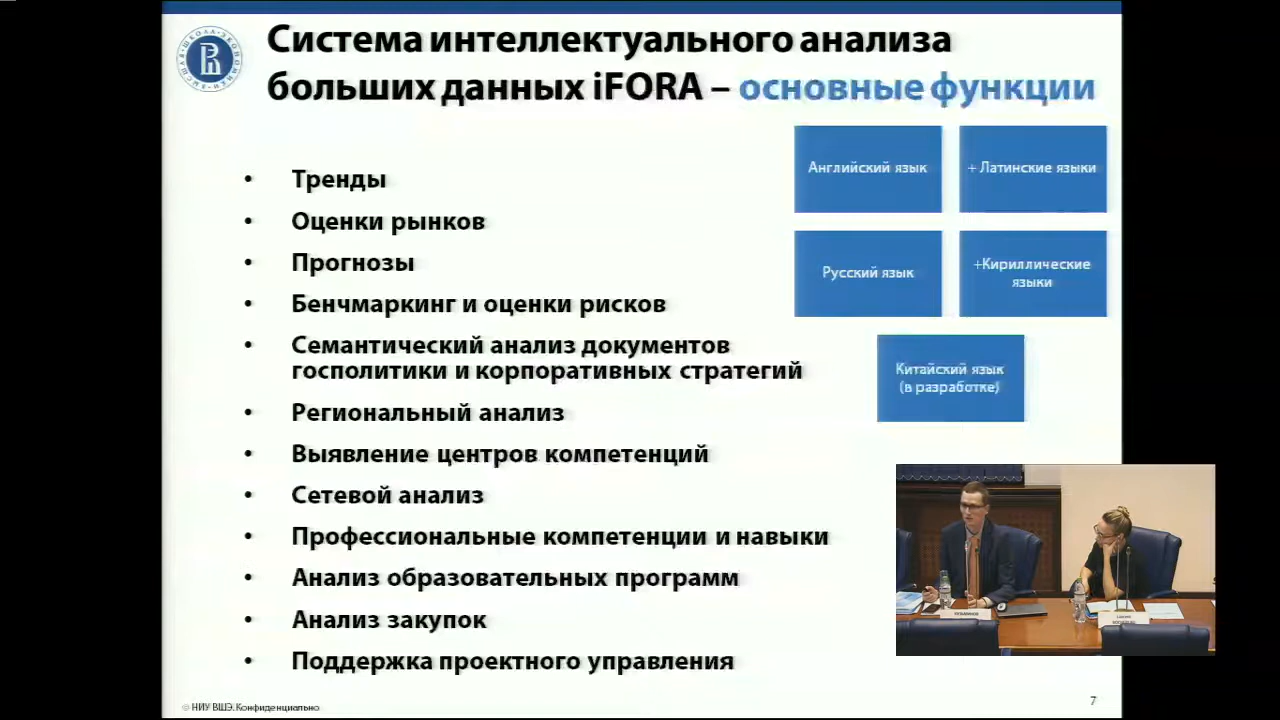 Система интеллектуального анализа
больших данных iFORA – основные функции
• Тренды
• Оценки рынков
• Прогнозы
• Бенчмаркинг и оценки рисков
• Семантический анализ документов
госполитики и корпоративных стратегий
• Региональный анализ
• Выявление центров компетенций
• Сетевой анализ
• Профессиональные компетенции и навыки
• Анализ образовательных программ
• Анализ закупок
• Поддержка проектного управления
Английский язык
+ Латинские языки
Русский язык
+Кириллические
языки
Китайский язык
(в разработке)
© НИУ ВШЭ. Конфиденциально
7